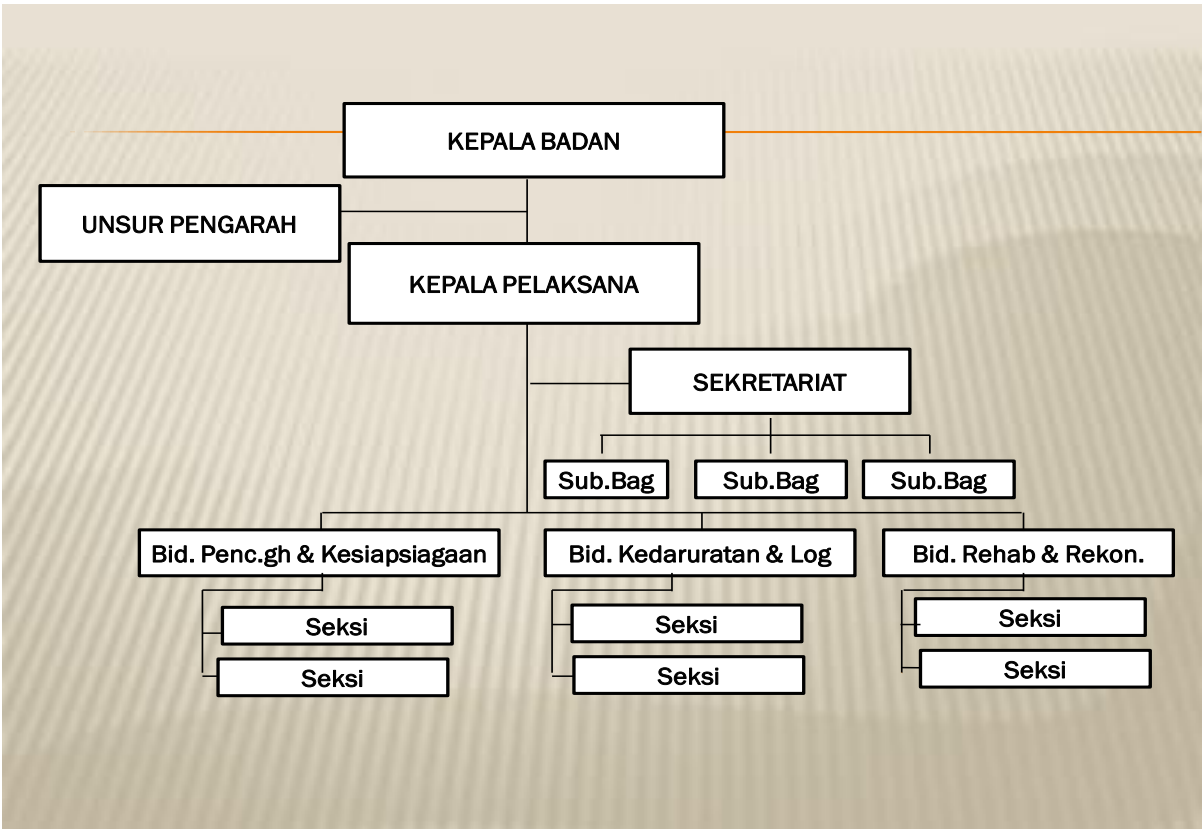 KEPALA BADAN
UNSUR PENGARAH
KEPALA PELAKSANA
SEKRETARIAT
Sub.Bag
Sub.Bag
Sub.Bag
Bid. Penc.gh & Kesiapsiagaan
Bid. Kedaruratan & Log
Bid. Rehab & Rekon.
Seksi
Seksi
Seksi
Seksi
Seksi
Seksi